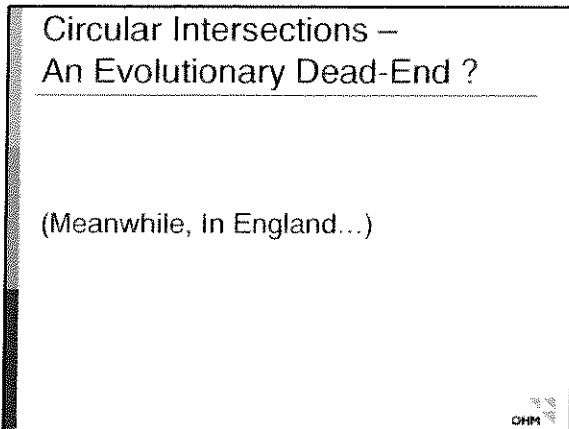 Circular Intersections –
An Evolutionary Dead-End ?
(Meanwhile, In England...)
OHM